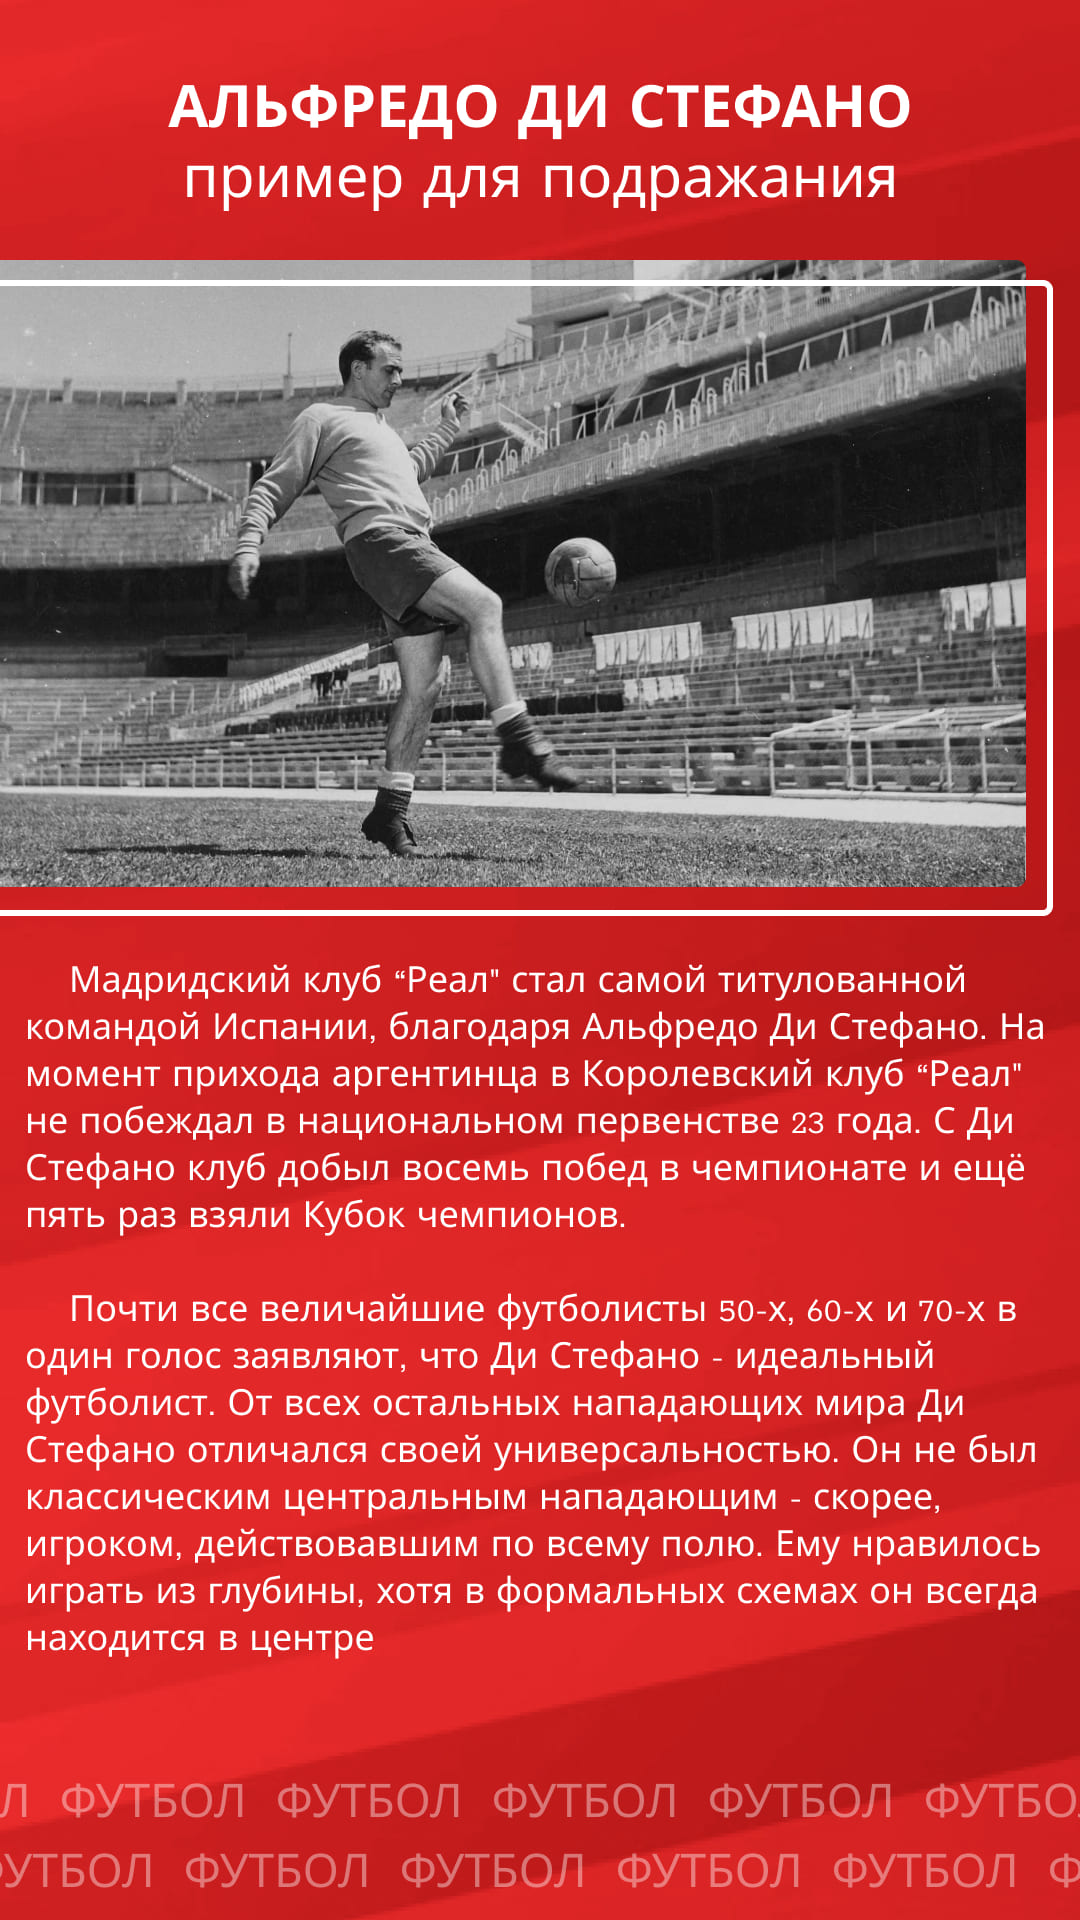 АЛЬФРЕДО ДИ СТЕФАНО
пример для подражания
Мадридский клуб “Реал" стал самой титулованной
командой Испании, благодаря Альфредо Ди Стефано. На
момент прихода аргентинца в Королевский клуб “Реал"
не побеждал в национальном первенстве 23 года. С Ди
Стефано клуб добыл восемь побед в чемпионате и ещё
пять раз взяли Кубок чемпионов.
Почти все величайшие футболисты 50-х, 60-х и 70-х в
один голос заявляют, что Ди Стефано - идеальный
футболист. От всех остальных нападающих мира Ди
Стефано отличался своей универсальностью. Он не был
классическим центральным нападающим - скорее,
игроком, действовавшим по всему полю. Ему нравилось
играть из глубины, хотя в формальных схемах он всегда
находится в центре
Л ФУТБОЛ ФУТБОЛ ФУТБОЛ ФУТБОЛ ФУТБО
УТБОЛ ФУТБОЛ ФУТБОЛ ФУТБОЛ ФУТБОЛ Ф